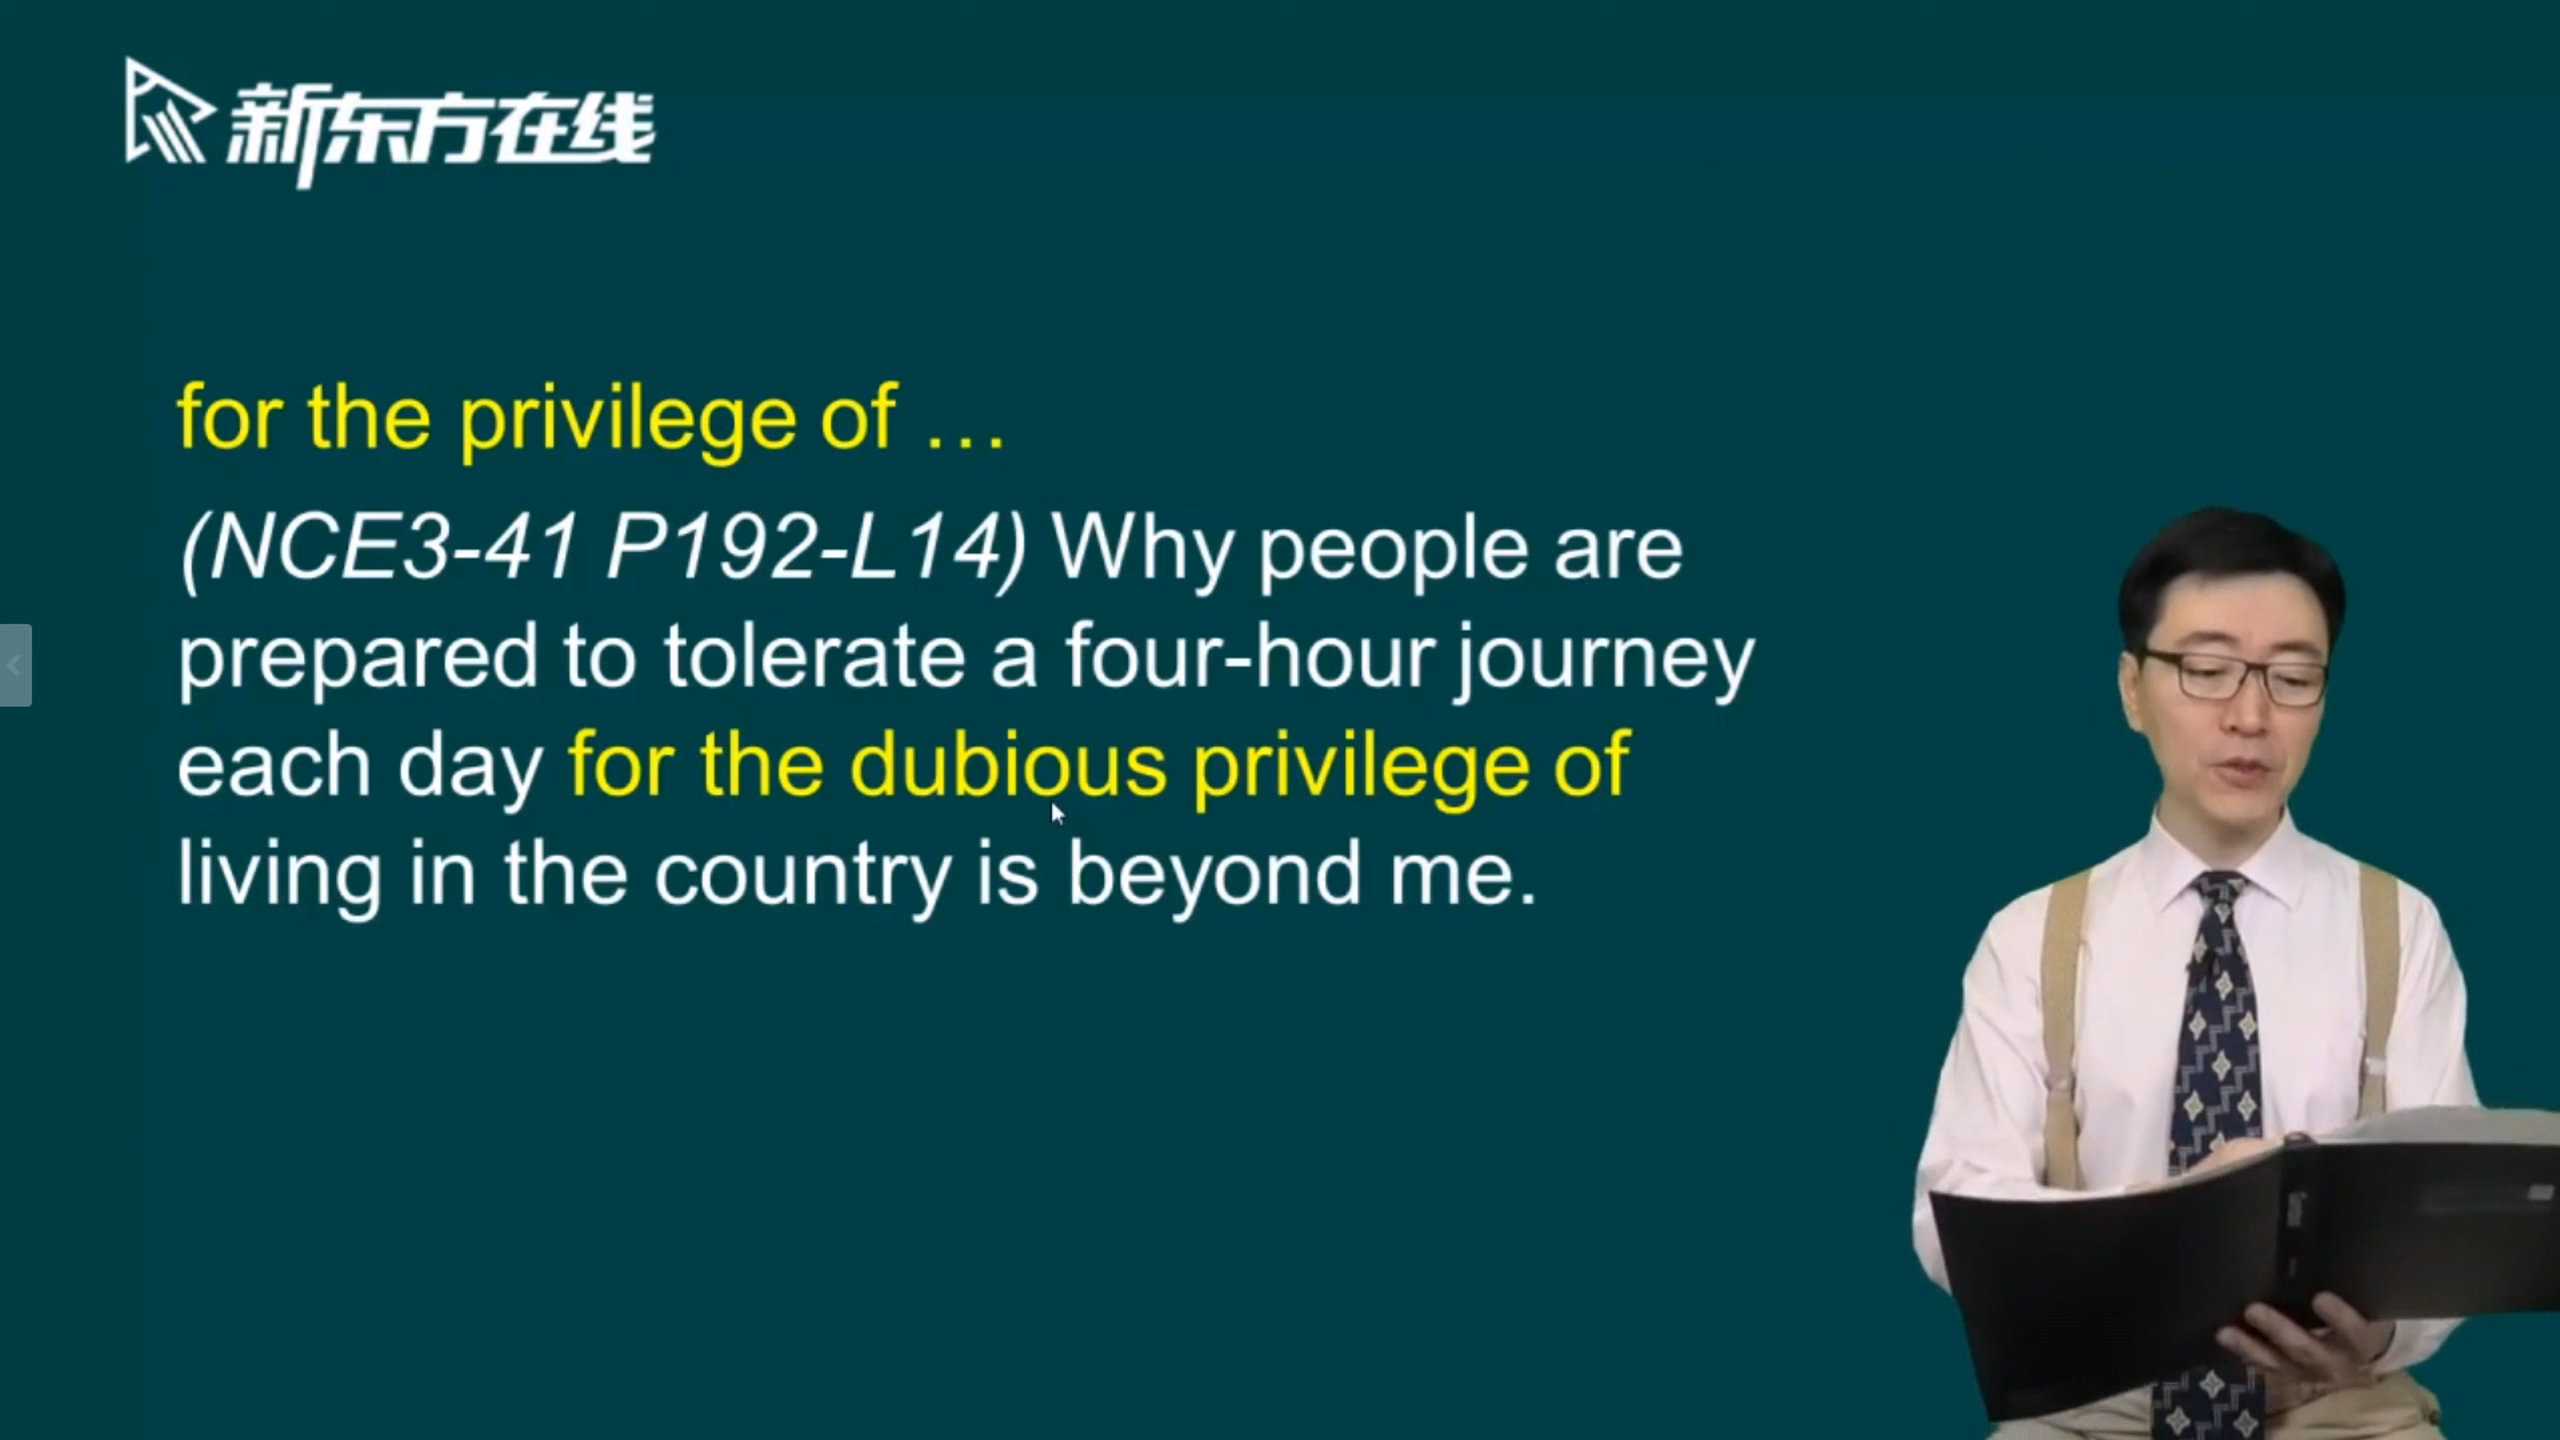 新东方在线
for the privilege of …
(NCE3-41 P192-L14) Why people are
prepared to tolerate a four-hour journey
each day for the dubious privilege of
living in the country is beyond me.